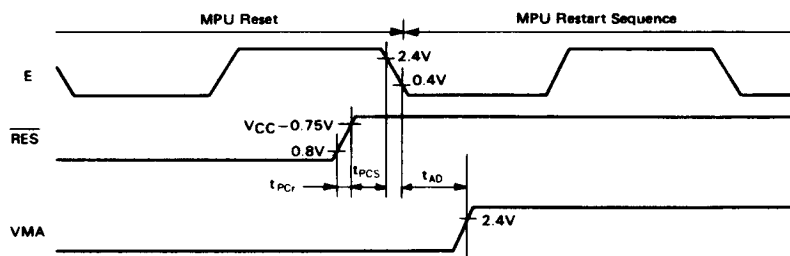 MPU Reset
MPU Restart Sequence
E
2.4V
0.4V
RES
VCC-0.75V
0.8V
tPCr
tPCS
tAD
VMA
2.4V